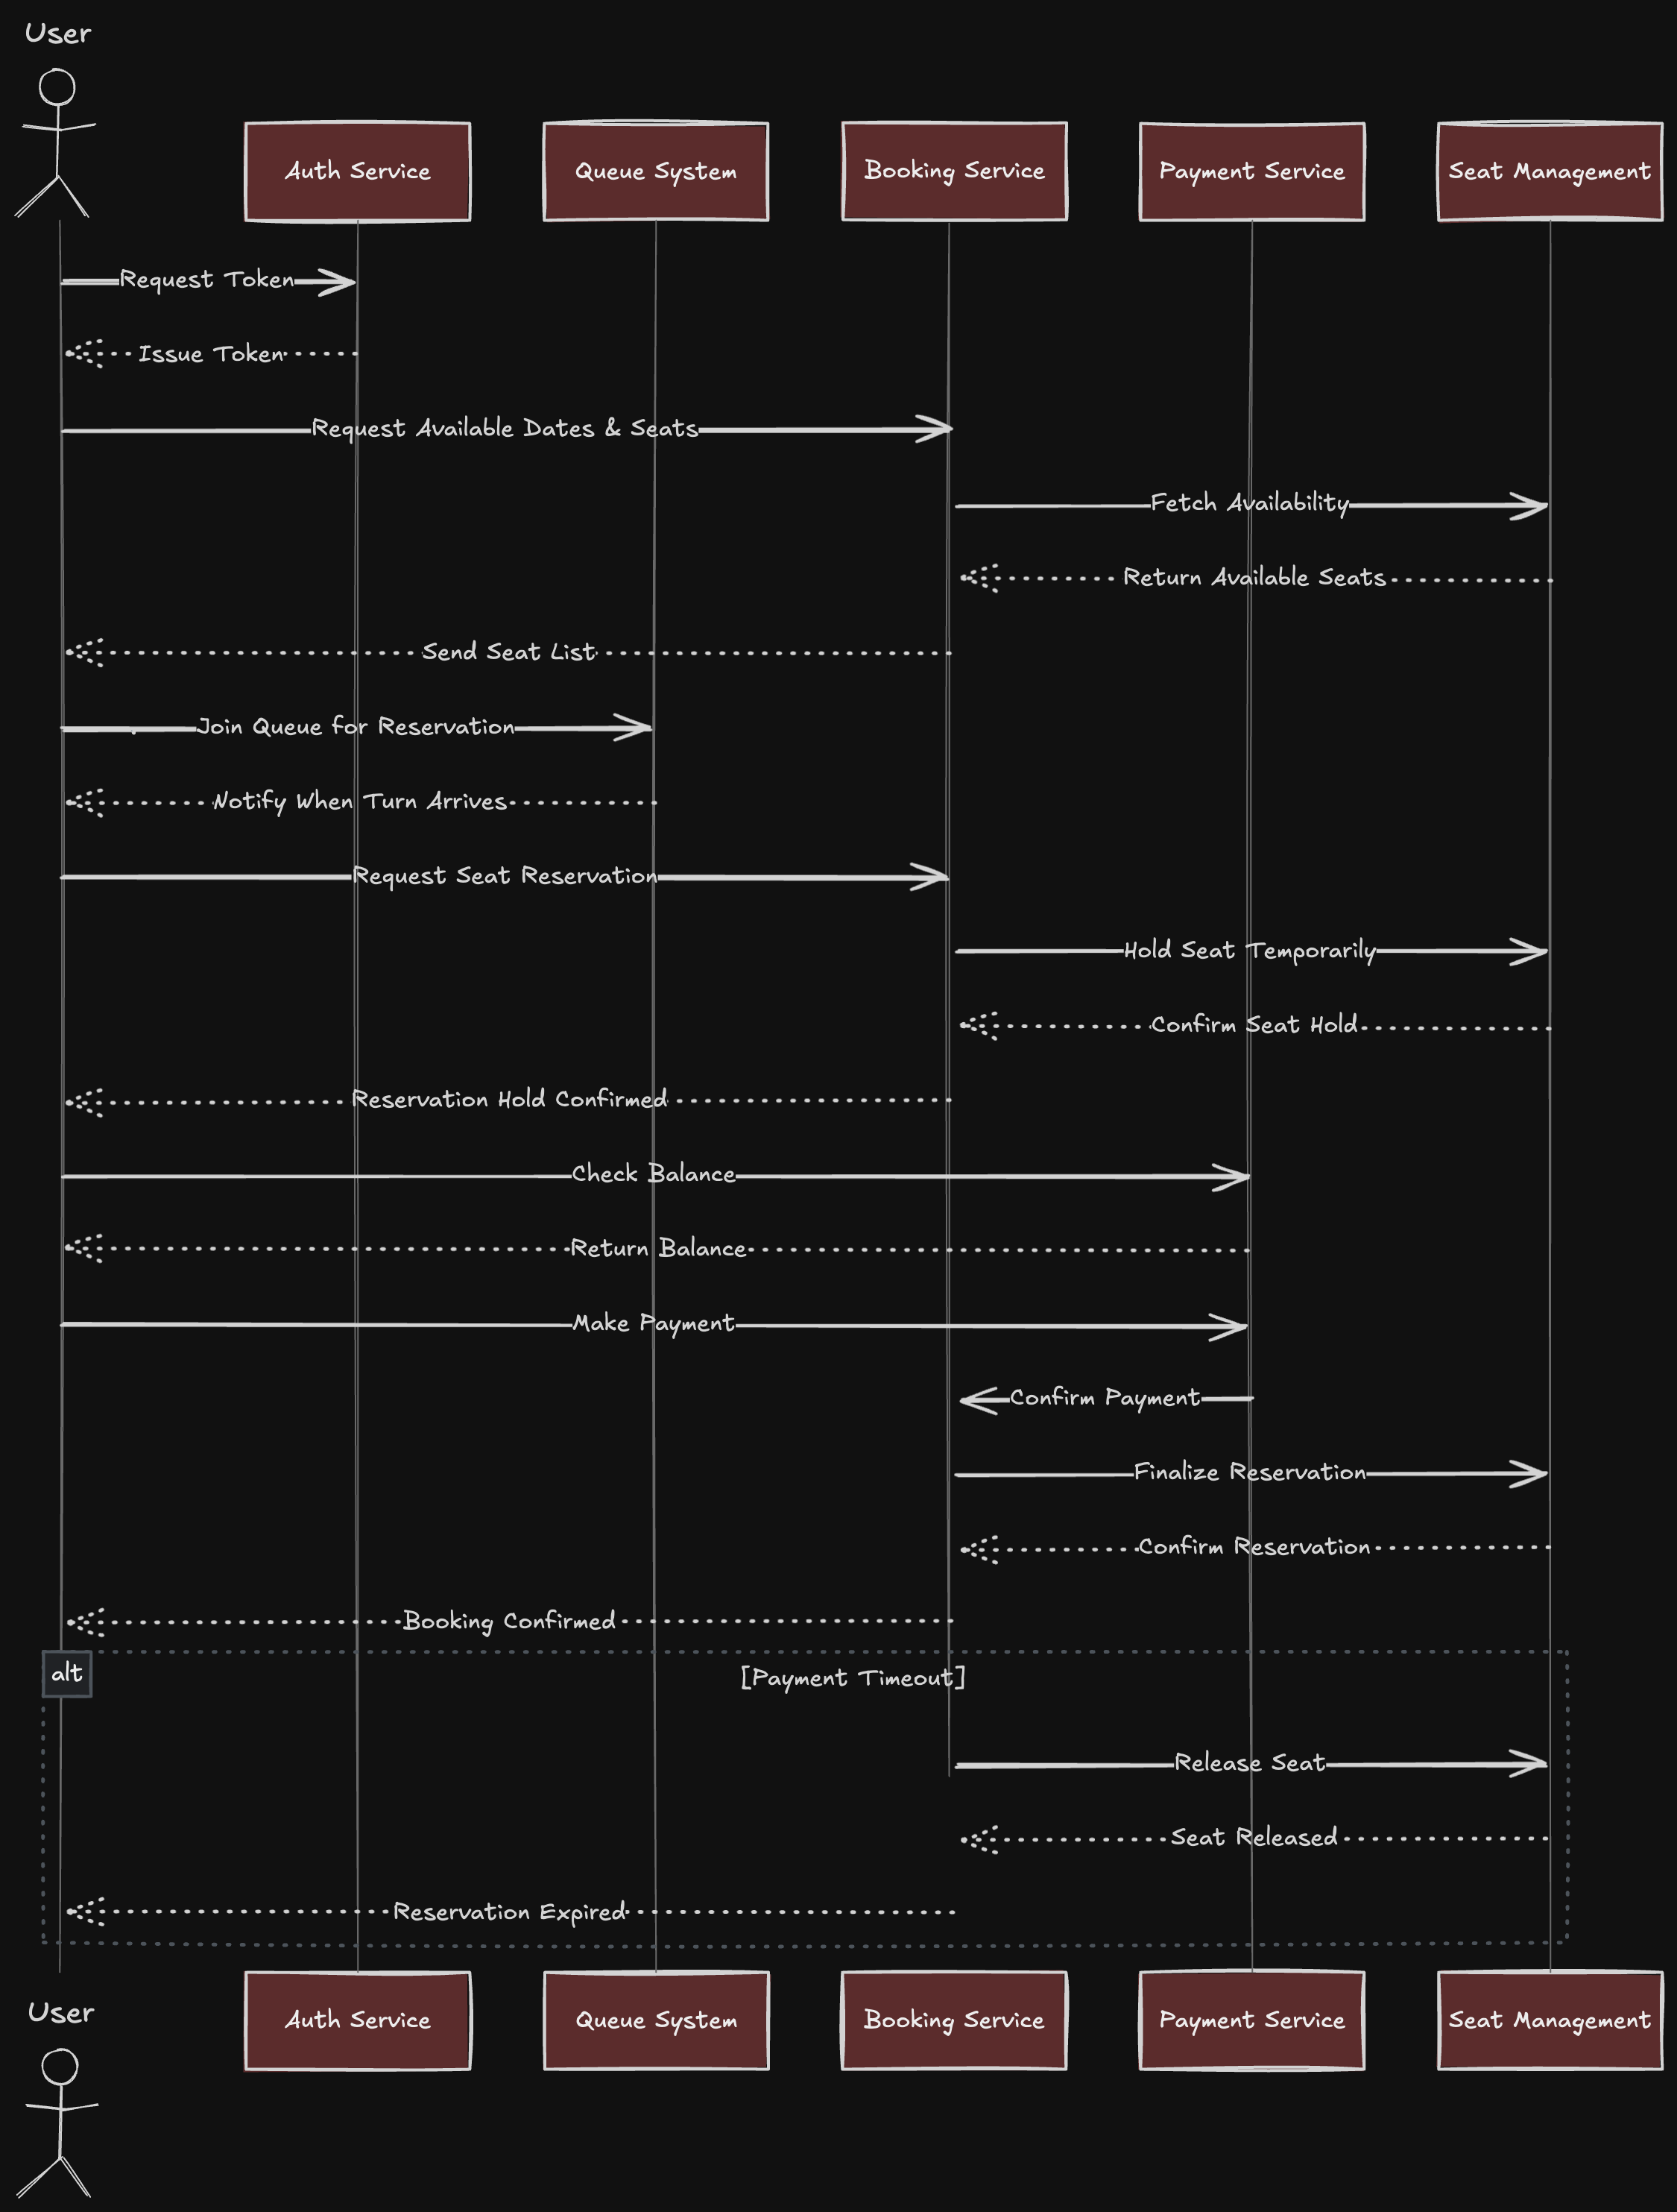 User
Auth Service
Queue System
Booking Service
Payment Service
Seat Management
Request Token
Issue Token
Request Available Dates & Seats
Fetch Availability
Return Available Seats
Send Seat List
Join Queue for Reservation
Notify When Turn Arrives
Request Seat Reservation
Hold Seat Temporarily
Confirm Seat Hold
Reservation Hold Confirmed
Check Balance
Return Balance
Make Payment
Confirm Payment
Finalize Reservation
Confirm Reservation
Booking Confirmed
alt
[Payment Timeout]
Release Seat
Seat Released
Reservation Expired
User
Auth Service
Queue System
Booking Service
Payment Service
Seat Management